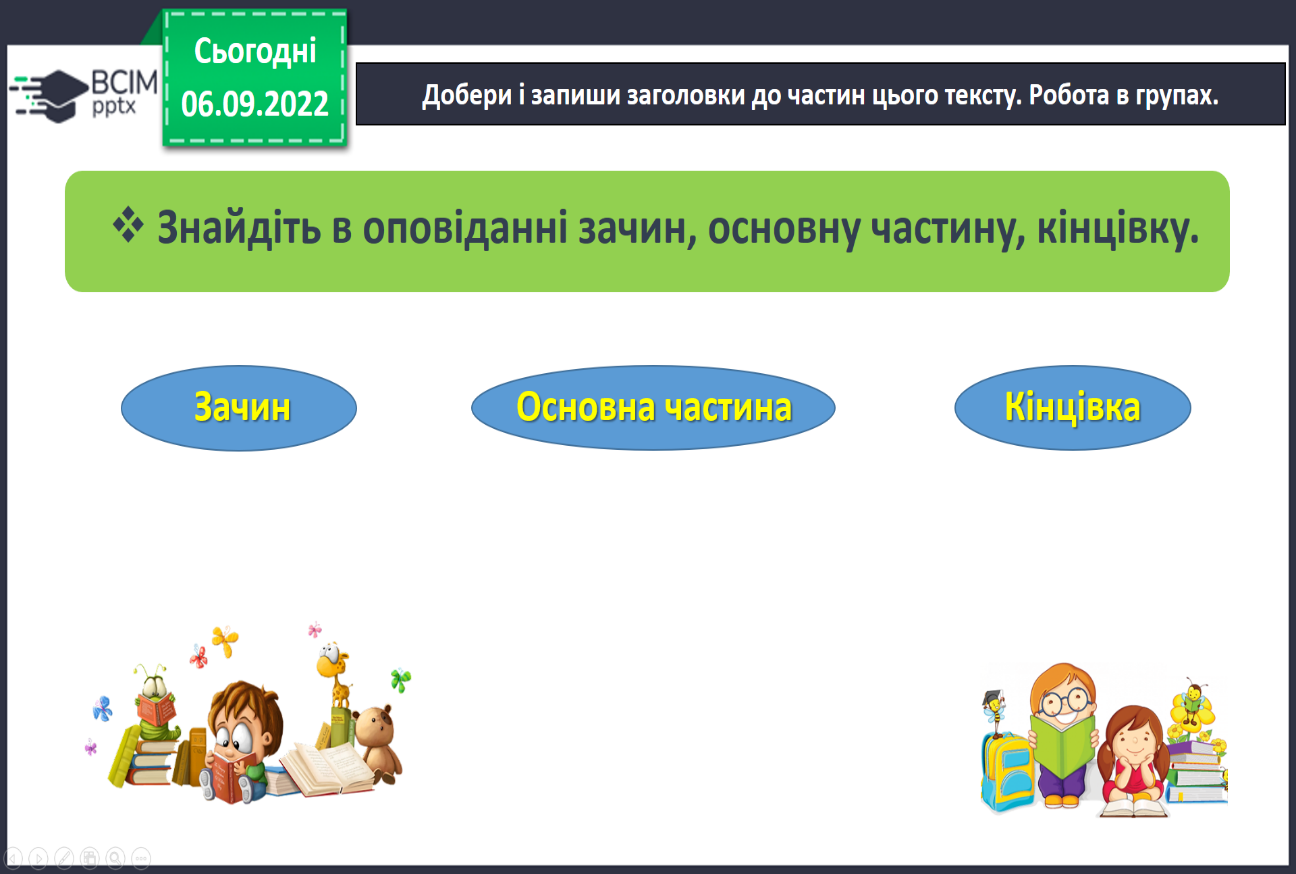 Сьогодні
06.09.2022
ВСІМ
pptx
Добери і запиши заголовки до частин цього тексту. Робота в групах.
❖ Знайдіть в оповіданні зачин, основну частину, кінцівку.
Зачин
Основна частина
Кінцівка